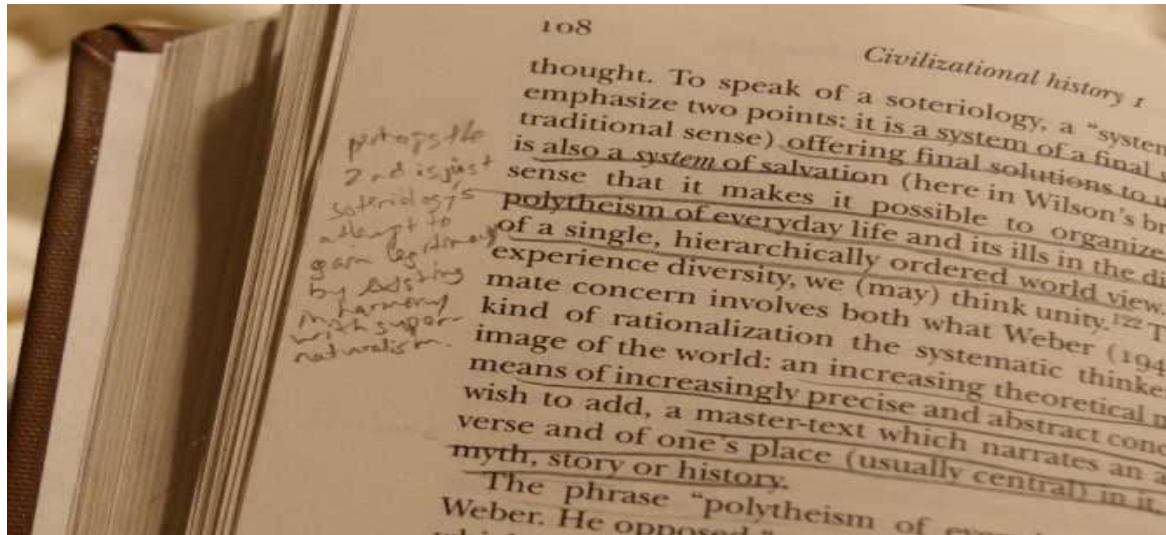 108
Civilizational history 1
thought. To speak of a soteriology, a "system
emphasize two points: it is a system of a final s
traditional sense) offering final solutions to u
is also a system of salvation (here in Wilson's br
sense that it makes it possible to organize
polytheism of everyday life and its ills in the di
of a single, hierarchically ordered world view.
experience diversity, we (may) think unity.122 T
mate concern involves both what Weber (194
kind of rationalization the systematic thinke
image of the world: an increasing theoretical m
means of increasingly precise and abstract conc
wish to add, a master-text which narrates an a
verse and of one's place (usually central) in it,
myth, story or history.
The phrase "polytheism of ever
Weber. He opposed "
perhaps the
2nd is just
soteriology's
attempt to
gain legitimacy
by existing
harmony
with super-
naturalism.